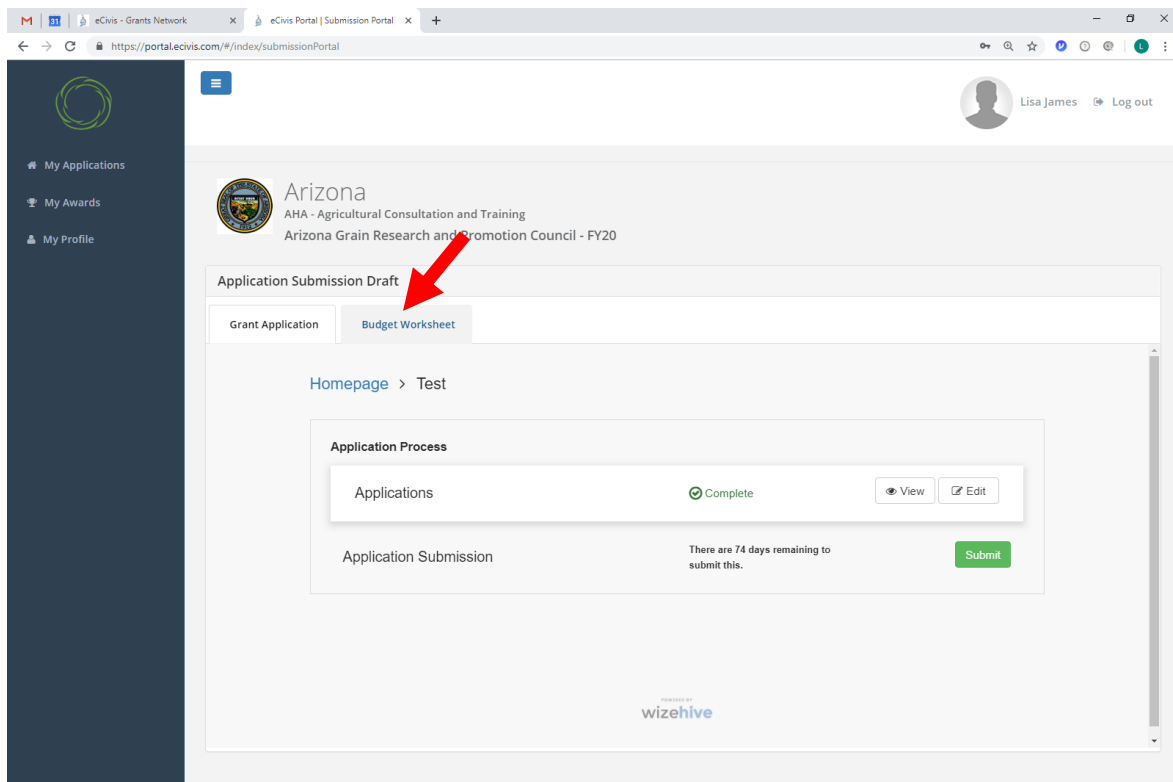 31 eCivis - Grants Network × eCivis Portal | Submission Portal × +
https://portal.ecivis.com/#/index/submissionPortal L
Lisa James Log out
My Applications
My Awards
My Profile
Arizona
AHA - Agricultural Consultation and Training
Arizona Grain Research and Promotion Council - FY20
Application Submission Draft
Grant Application Budget Worksheet
Homepage > Test
Application Process
Applications Complete View Edit
Application Submission There are 74 days remaining to
submit this. Submit
POWERED BY
wizehive